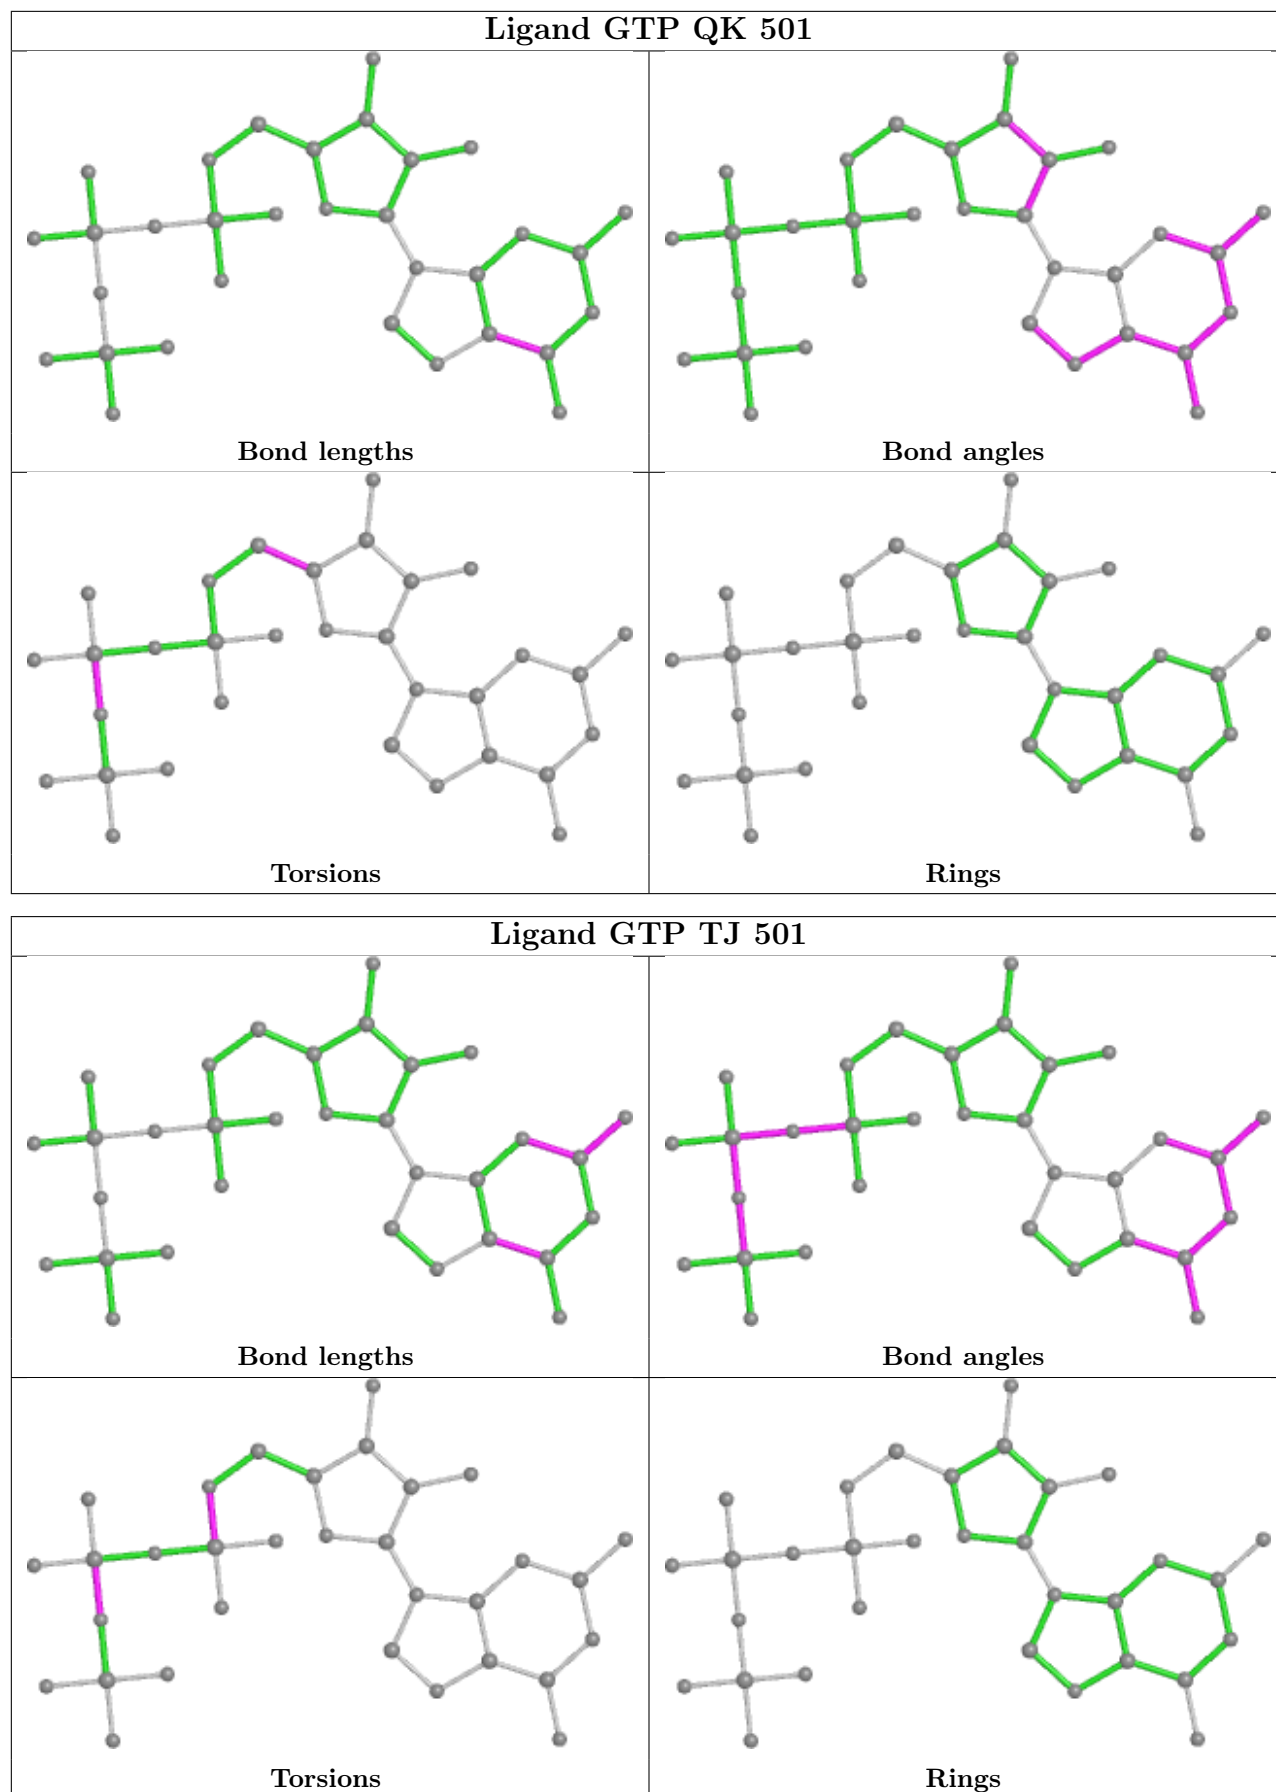 Ligand GTP QK 501
Bond lengths
Bond angles
Torsions
Rings
Ligand GTP TJ 501
Bond lengths
Bond angles
Torsions
Rings